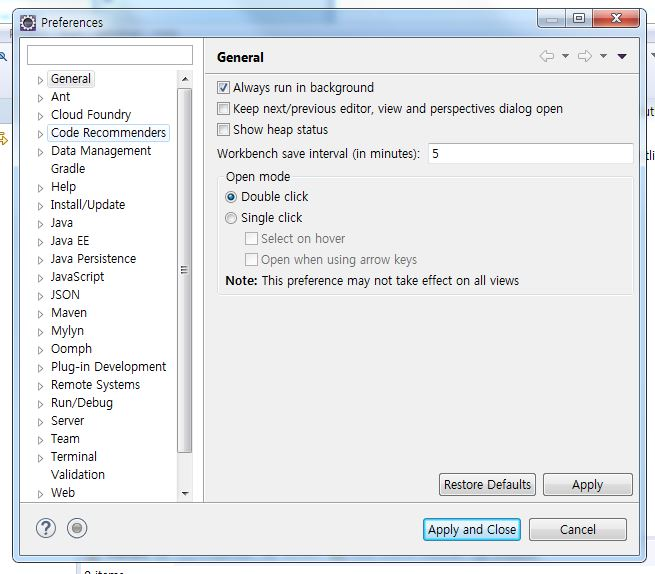 Preferences
General
Ant
Cloud Foundry
Code Recommenders
Data Management
Gradle
Help
Install/Update
Java
Java EE
Java Persistence
JavaScript
JSON
Maven
Mylyn
Oomph
Plug-in Development
Remote Systems
Run/Debug
Server
Team
Terminal
Validation
Web
General
Always run in background
Keep next/previous editor, view and perspectives dialog open
Show heap status
Workbench save interval (in minutes): 5
Open mode
Double click
Single click
Select on hover
Open when using arrow keys
Note: This preference may not take effect on all views
Restore Defaults Apply
Apply and Close Cancel